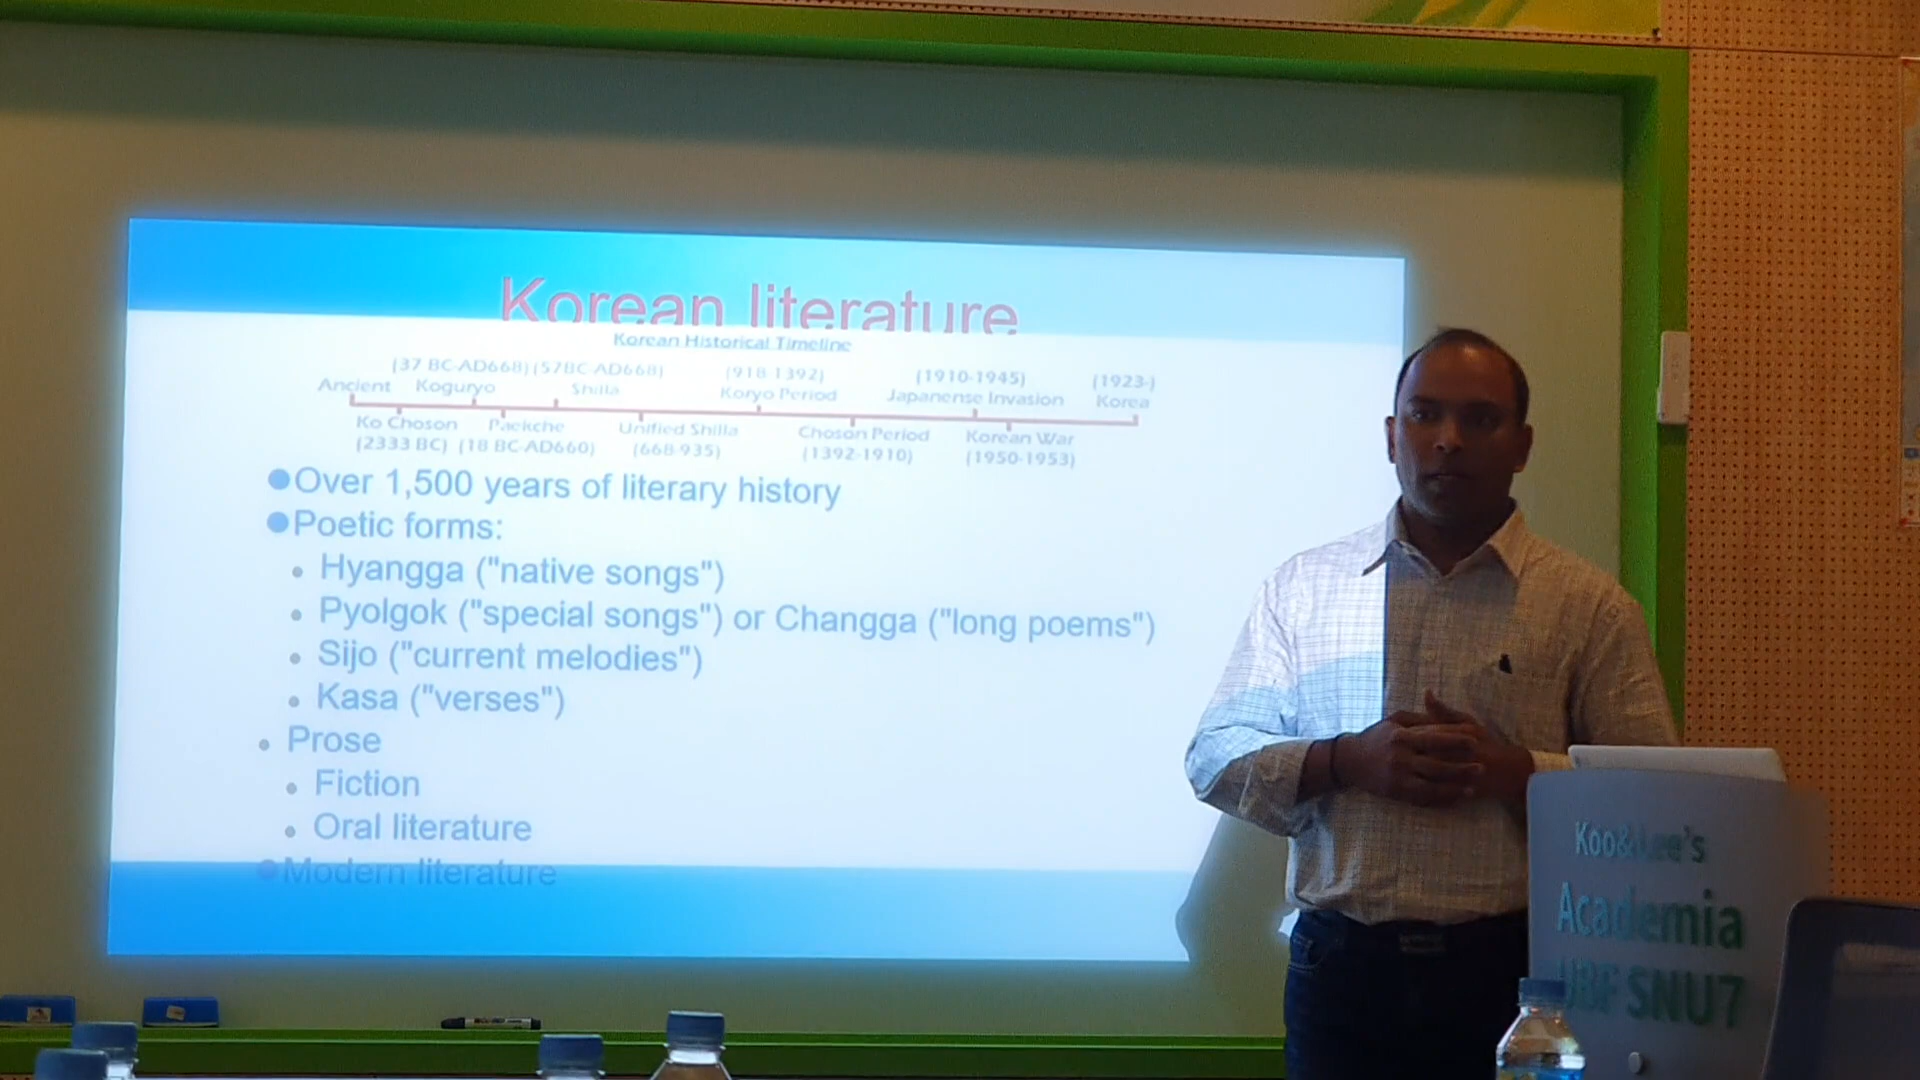 Korean literature
Korean Historical Timeline
(37 BC-AD668) (57BC-AD668) (918-1392) (1910-1945) (1923-)
Ancient Koguryo Shilla Koryo Period Japanense Invasion Korea
Ko Choson Paekche Unified Shilla Choson Period Korean War
(2333 BC) (18 BC-AD660) (668-935) (1392-1910) (1950-1953)
Over 1,500 years of literary history
Poetic forms:
Hyangga ("native songs")
Pyolgok ("special songs") or Changga ("long poems")
Sijo ("current melodies")
Kasa ("verses")
Prose
Fiction
Oral literature
Modern literature
Koo&Lee's
Academia
UBF SNU7